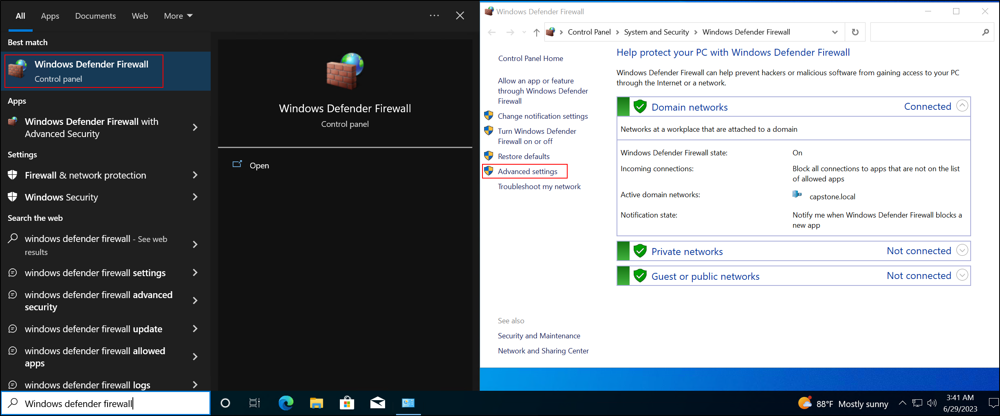 All
Apps
Documents
Web
More
Best match
Windows Defender Firewall
Control panel
Apps
Windows Defender Firewall with
Advanced Security
Settings
Firewall & network protection
Windows Security
Search the web
windows defender firewall - See web
results
windows defender firewall settings
windows defender firewall advanced
security
windows defender firewall update
windows defender firewall allowed
apps
windows defender firewall logs
Windows defender firewall
Windows Defender Firewall
Control panel
Open
Windows Defender Firewall
Control Panel
System and Security
Windows Defender Firewall
Control Panel Home
Allow an app or feature
through Windows Defender
Firewall
Change notification settings
Turn Windows Defender
Firewall on or off
Restore defaults
Advanced settings
Troubleshoot my network
See also
Security and Maintenance
Network and Sharing Center
Help protect your PC with Windows Defender Firewall
Windows Defender Firewall can help prevent hackers or malicious software from gaining access to your PC
through the Internet or a network.
Domain networks
Connected
Networks at a workplace that are attached to a domain
Windows Defender Firewall state:
On
Incoming connections:
Block all connections to apps that are not on the list
of allowed apps
Active domain networks:
capstone.local
Notification state:
Notify me when Windows Defender Firewall blocks a
new app
Private networks
Not connected
Guest or public networks
Not connected
88°F Mostly sunny
3:41 AM
6/29/2023